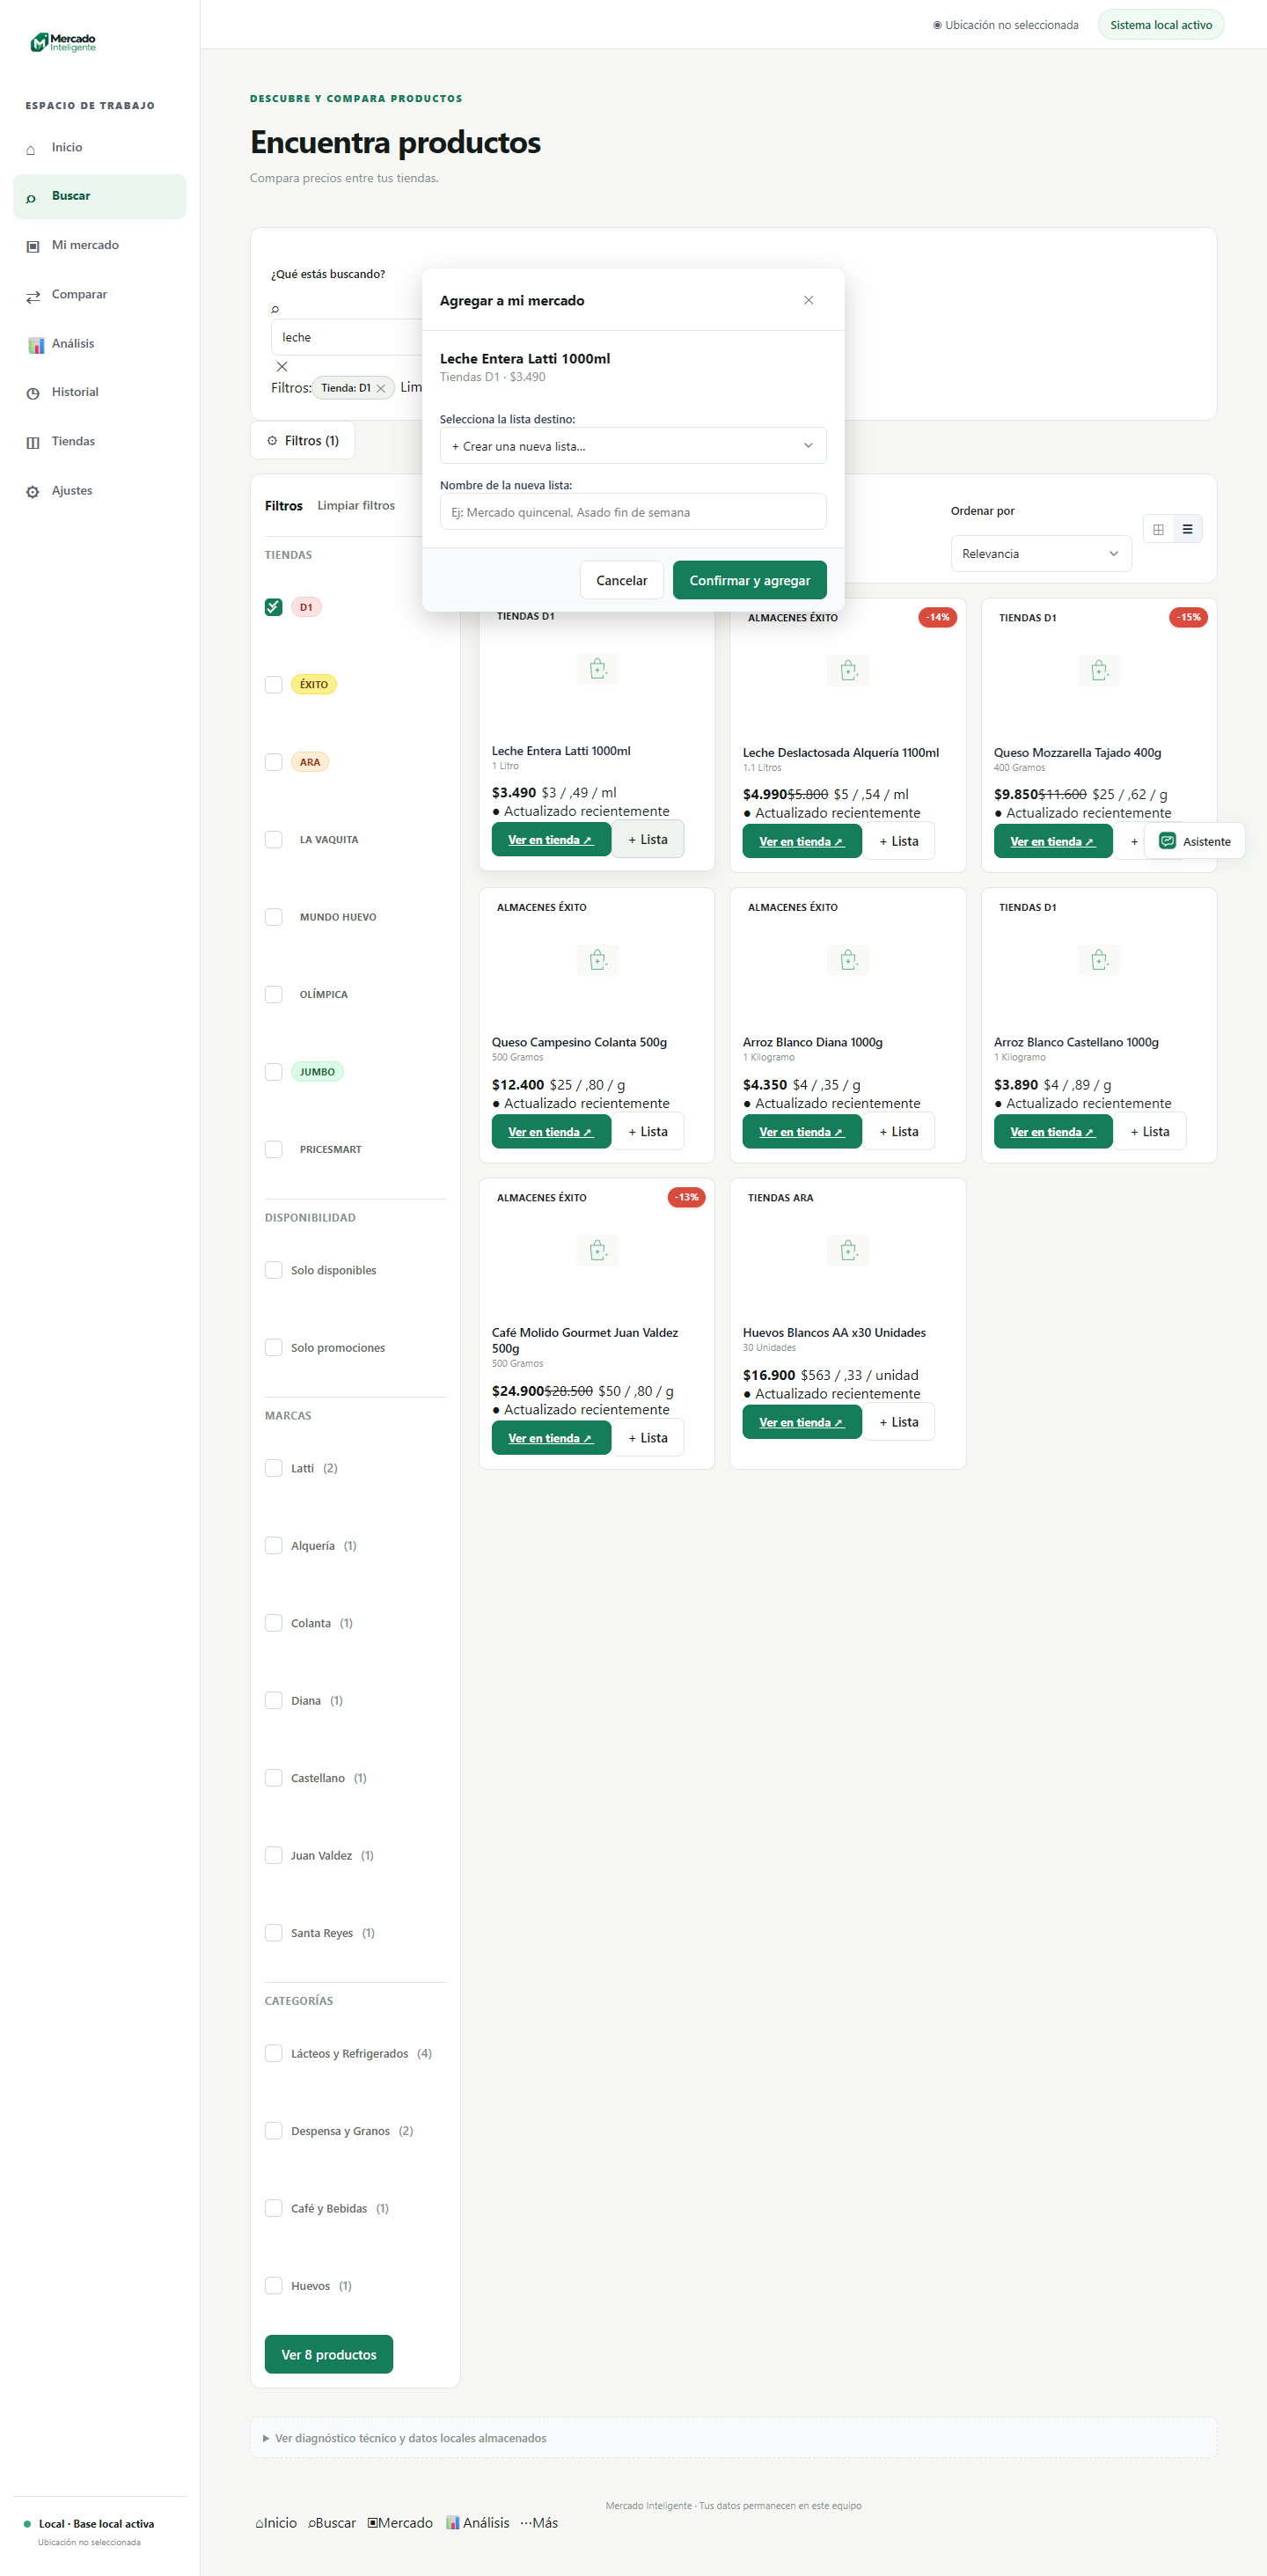 Mercado
Inteligente
Ubicación no seleccionada
Sistema local activo
ESPACIO DE TRABAJO
Inicio
Buscar
Mi mercado
Comparar
Análisis
Historial
Tiendas
Ajustes
DESCUBRE Y COMPARA PRODUCTOS
Encuentra productos
Compara precios entre tus tiendas.
¿Qué estás buscando?
leche
Filtros: Tienda: D1 Lim
Filtros (1)
Agregar a mi mercado
Leche Entera Latti 1000ml
Tiendas D1 · $3.490
Selecciona la lista destino:
+ Crear una nueva lista...
Nombre de la nueva lista:
Ej: Mercado quincenal, Asado fin de semana
Cancelar
Confirmar y agregar
Filtros
Limpiar filtros
Ordenar por
Relevancia
TIENDAS
D1
ÉXITO
ARA
LA VAQUITA
MUNDO HUEVO
OLÍMPICA
JUMBO
PRICESMART
DISPONIBILIDAD
Solo disponibles
Solo promociones
MARCAS
Latti (2)
Alquería (1)
Colanta (1)
Diana (1)
Castellano (1)
Juan Valdez (1)
Santa Reyes (1)
CATEGORÍAS
Lácteos y Refrigerados (4)
Despensa y Granos (2)
Café y Bebidas (1)
Huevos (1)
Ver 8 productos
TIENDAS D1
Leche Entera Latti 1000ml
1 Litro
$3.490 $3 / ,49 / ml
● Actualizado recientemente
Ver en tienda ↗
+ Lista
ALMACENES ÉXITO
-14%
Leche Deslactosada Alquería 1100ml
1.1 Litros
$4.990$5.800 $5 / ,54 / ml
● Actualizado recientemente
Ver en tienda ↗
+ Lista
TIENDAS D1
-15%
Queso Mozzarella Tajado 400g
400 Gramos
$9.850$11.600 $25 / ,62 / g
● Actualizado recientemente
Ver en tienda ↗
+
Asistente
ALMACENES ÉXITO
Queso Campesino Colanta 500g
500 Gramos
$12.400 $25 / ,80 / g
● Actualizado recientemente
Ver en tienda ↗
+ Lista
ALMACENES ÉXITO
Arroz Blanco Diana 1000g
1 Kilogramo
$4.350 $4 / ,35 / g
● Actualizado recientemente
Ver en tienda ↗
+ Lista
TIENDAS D1
Arroz Blanco Castellano 1000g
1 Kilogramo
$3.890 $4 / ,89 / g
● Actualizado recientemente
Ver en tienda ↗
+ Lista
ALMACENES ÉXITO
-13%
Café Molido Gourmet Juan Valdez
500g
500 Gramos
$24.900$28.500 $50 / ,80 / g
● Actualizado recientemente
Ver en tienda ↗
+ Lista
TIENDAS ARA
Huevos Blancos AA x30 Unidades
30 Unidades
$16.900 $563 / ,33 / unidad
● Actualizado recientemente
Ver en tienda ↗
+ Lista
Ver diagnóstico técnico y datos locales almacenados
Mercado Inteligente · Tus datos permanecen en este equipo
Inicio Buscar Mercado Análisis ···Más
Local · Base local activa
Ubicación no seleccionada